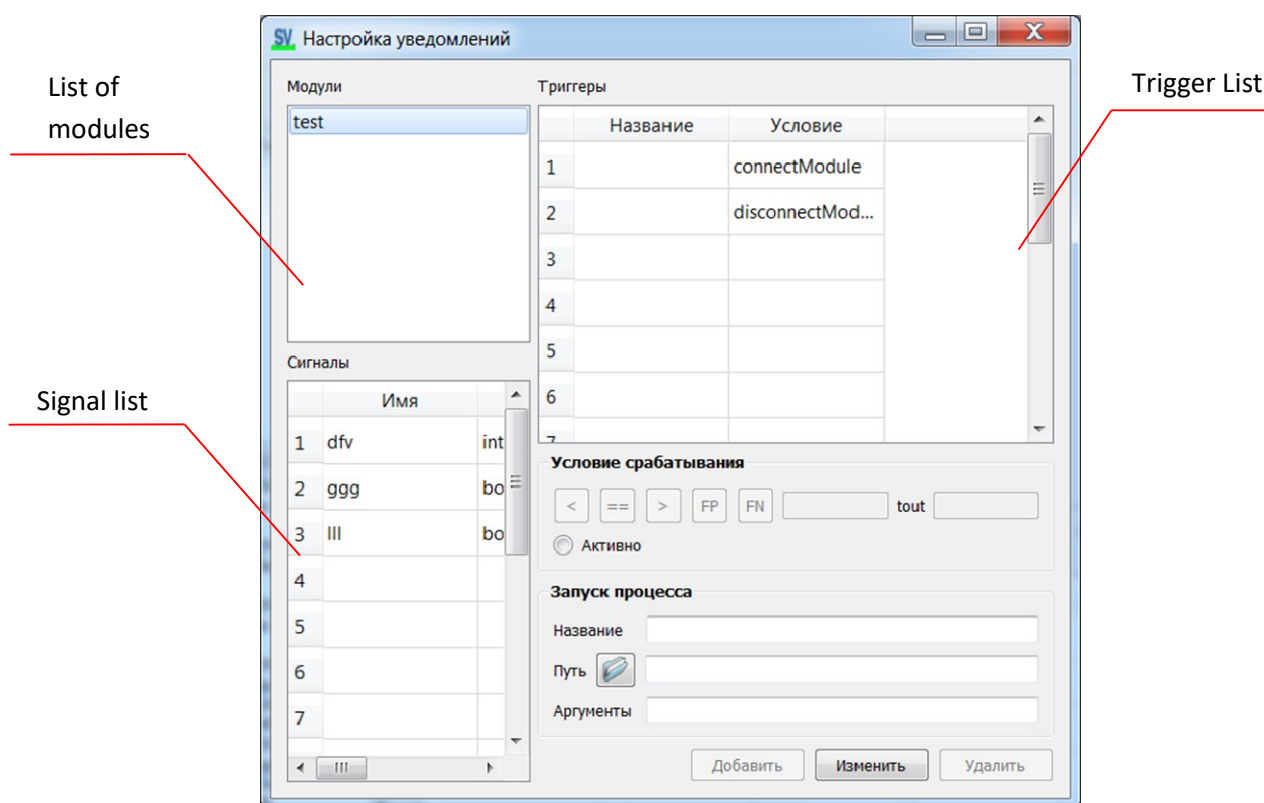 SV Настройка уведомлений
List of
modules
Trigger List
Модули
test
Триггеры
Название Условие
1 connectModule
2 disconnectMod...
3
4
5
6
7
Signal list
Сигналы
Имя
1 dfv int
2 ggg bo
3 lll bo
4
5
6
7
Условие срабатывания
< == > FP FN tout
Активно
Запуск процесса
Название
Путь
Аргументы
Добавить Изменить Удалить